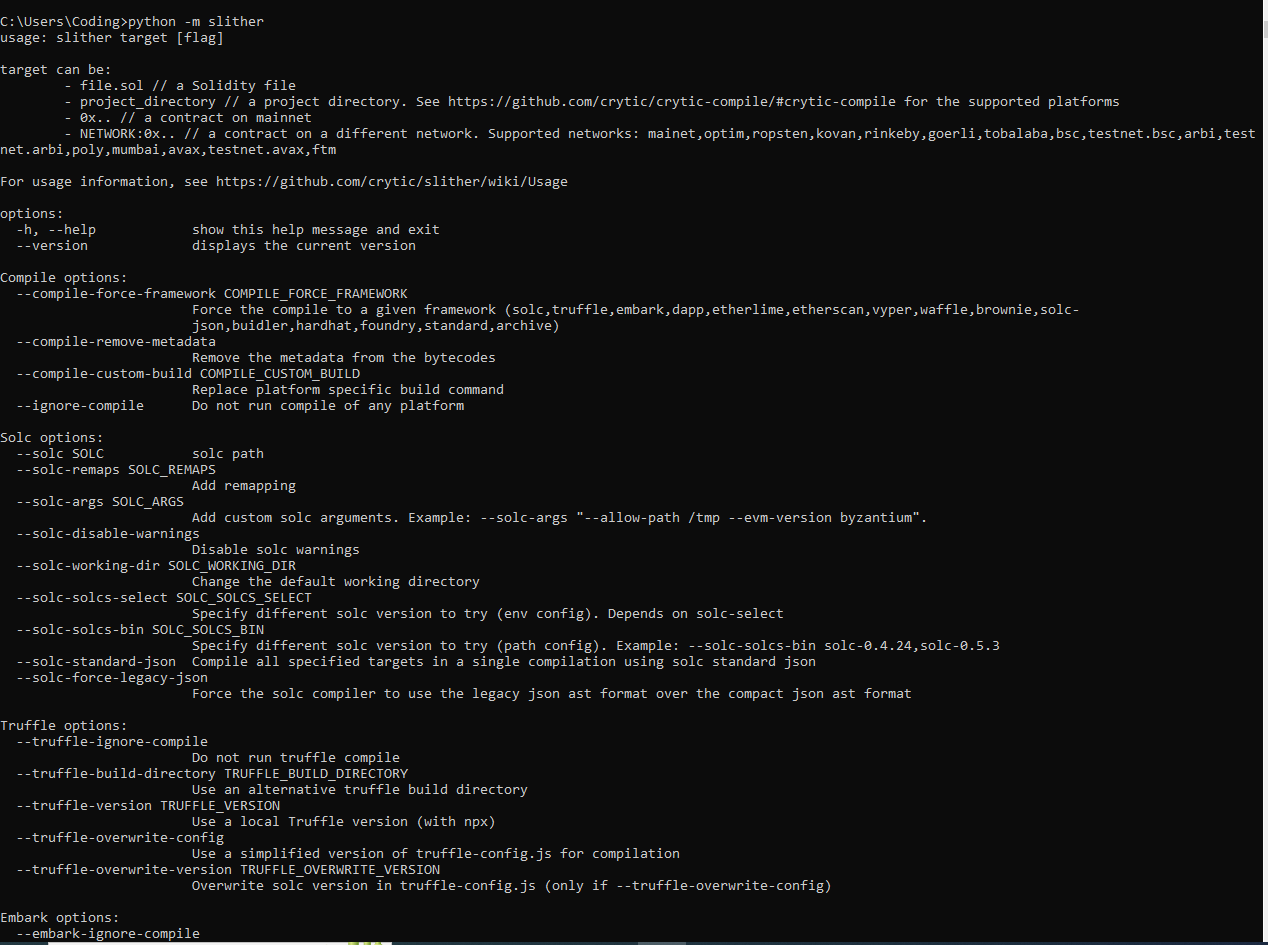 C:\Users\Coding>python -m slither
usage: slither target [flag]
target can be:
- file.sol // a Solidity file
- project_directory // a project directory. See https://github.com/crytic/crytic-compile/#crytic-compile for the supported platforms
- 0x.. // a contract on mainnet
- NETWORK:0x.. // a contract on a different network. Supported networks: mainet,optim,ropsten,kovan,rinkeby,goerli,tobalaba,bsc,testnet.bsc,arbi,test
net.arbi,poly,mumbai,avax,testnet.avax,ftm
For usage information, see https://github.com/crytic/slither/wiki/Usage
options:
-h, --help show this help message and exit
--version displays the current version
Compile options:
--compile-force-framework COMPILE_FORCE_FRAMEWORK
Force the compile to a given framework (solc,truffle,embark,dapp,etherlime,etherscan,vyper,waffle,brownie,solc-
json,buidler,hardhat,foundry,standard,archive)
--compile-remove-metadata
Remove the metadata from the bytecodes
--compile-custom-build COMPILE_CUSTOM_BUILD
Replace platform specific build command
--ignore-compile Do not run compile of any platform
Solc options:
--solc SOLC solc path
--solc-remaps SOLC_REMAPS
Add remapping
--solc-args SOLC_ARGS
Add custom solc arguments. Example: --solc-args "--allow-path /tmp --evm-version byzantium".
--solc-disable-warnings
Disable solc warnings
--solc-working-dir SOLC_WORKING_DIR
Change the default working directory
--solc-solcs-select SOLC_SOLCS_SELECT
Specify different solc version to try (env config). Depends on solc-select
--solc-solcs-bin SOLC_SOLCS_BIN
Specify different solc version to try (path config). Example: --solc-solcs-bin solc-0.4.24,solc-0.5.3
--solc-standard-json Compile all specified targets in a single compilation using solc standard json
--solc-force-legacy-json
Force the solc compiler to use the legacy json ast format over the compact json ast format
Truffle options:
--truffle-ignore-compile
Do not run truffle compile
--truffle-build-directory TRUFFLE_BUILD_DIRECTORY
Use an alternative truffle build directory
--truffle-version TRUFFLE_VERSION
Use a local Truffle version (with npx)
--truffle-overwrite-config
Use a simplified version of truffle-config.js for compilation
--truffle-overwrite-version TRUFFLE_OVERWRITE_VERSION
Overwrite solc version in truffle-config.js (only if --truffle-overwrite-config)
Embark options:
--embark-ignore-compile